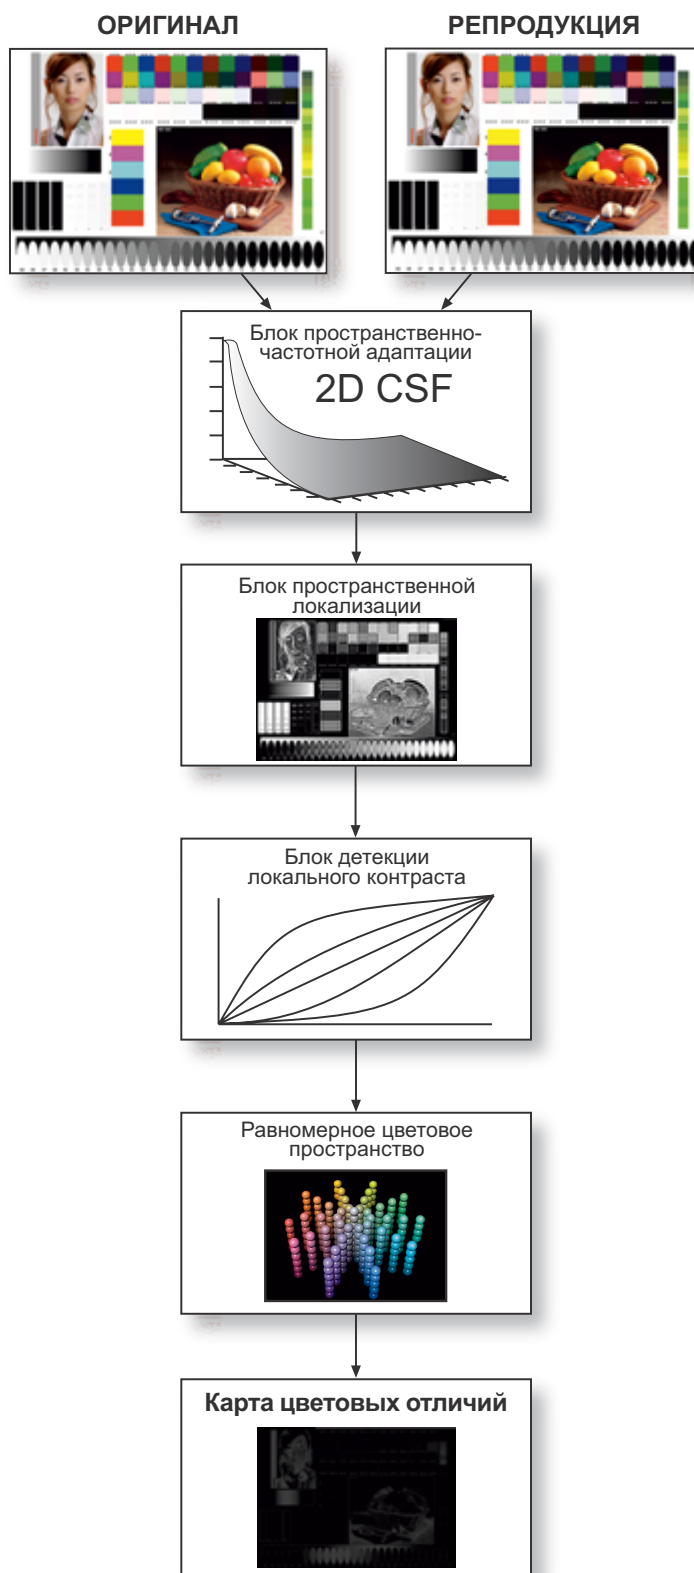 ОРИГИНАЛ
РЕПРОДУКЦИЯ
Блок пространственно-
частотной адаптации
2D CSF
Блок пространственной
локализации
Блок детекции
локального контраста
Равномерное цветовое
пространство
Карта цветовых отличий